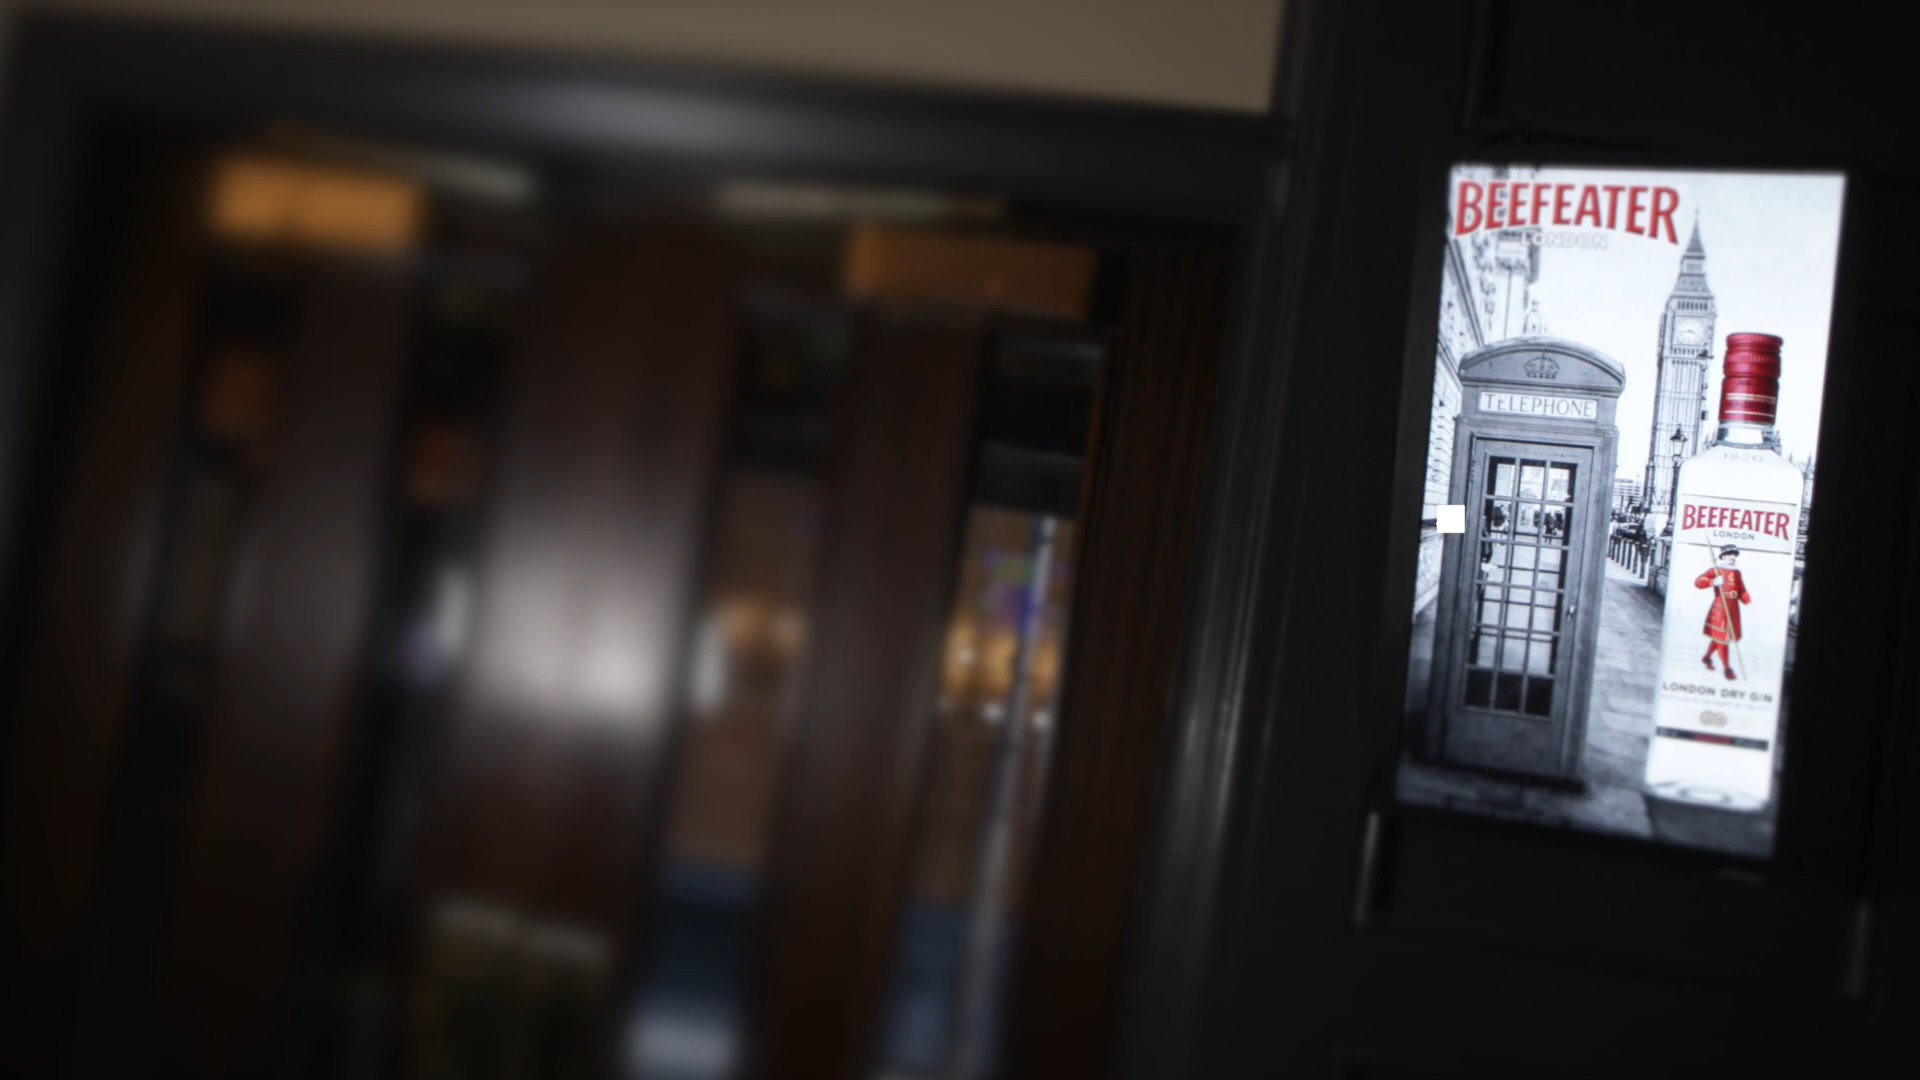 BEEFEATER
LONDON
TELEPHONE
1820
BEEFEATER
LONDON
LONDON DRY GIN